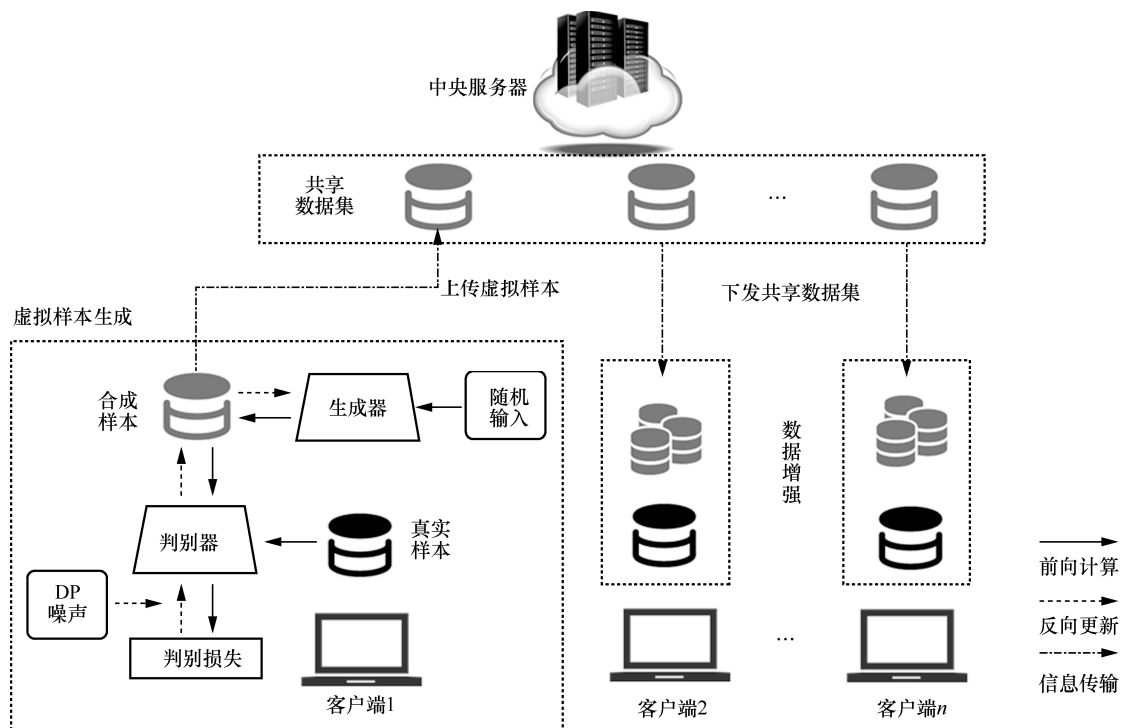 中央服务器
共享
数据集
…
上传虚拟样本
下发共享数据集
虚拟样本生成
合成
样本
生成器
随机
输入
判别器
真实
样本
DP
噪声
判别损失
客户端1
数据增强
客户端2
…
客户端n
前向计算
反向更新
信息传输